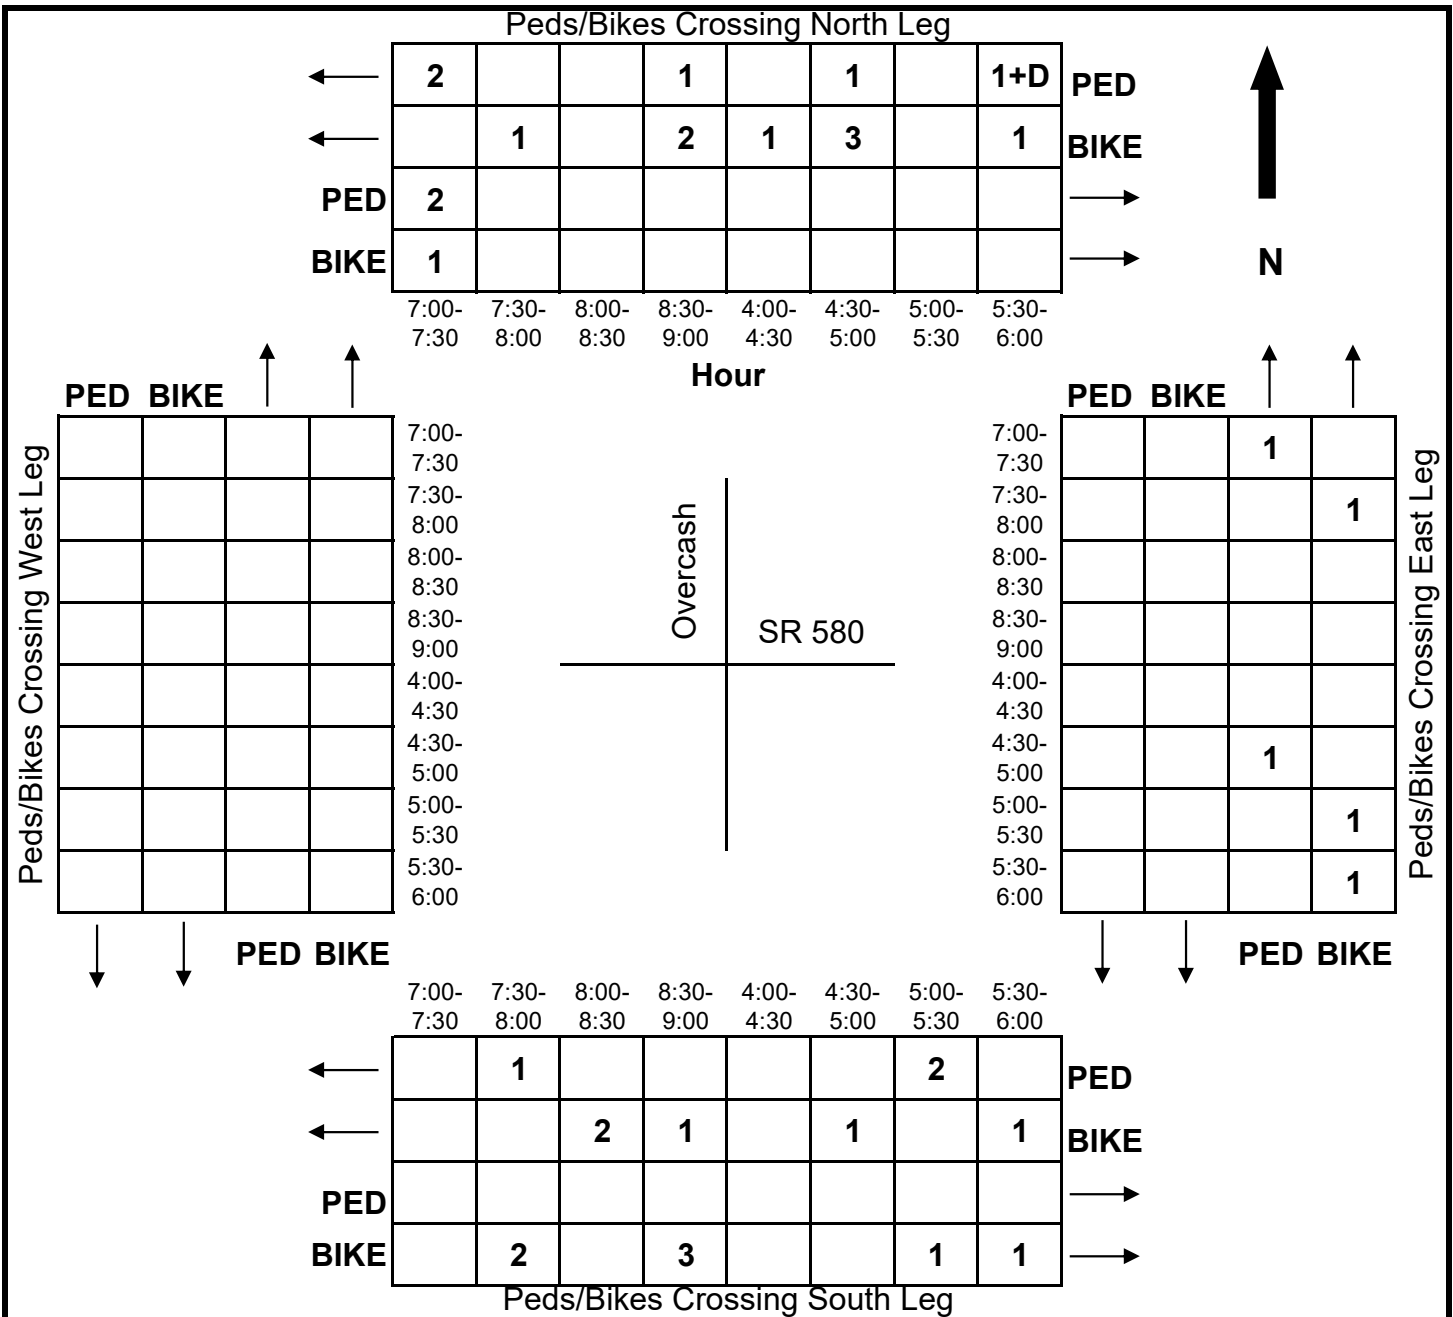 Peds/Bikes Crossing North Leg
2 1 1 1+D PED
1 2 1 3 1 BIKE
PED 2
BIKE 1
N
7:00- 7:30- 8:00- 8:30- 4:00- 4:30- 5:00- 5:30-
7:30 8:00 8:30 9:00 4:30 5:00 5:30 6:00
Hour
PED BIKE
PED BIKE
Peds/Bikes Crossing West Leg
7:00-
7:30
7:30-
8:00
8:00-
8:30
8:30-
9:00
4:00-
4:30
4:30-
5:00
5:00-
5:30
5:30-
6:00
PED BIKE
Overcash
SR 580
7:00-
7:30 1
7:30-
8:00 1
8:00-
8:30
8:30-
9:00
4:00-
4:30
4:30-
5:00 1
5:00-
5:30 1
5:30-
6:00 1
Peds/Bikes Crossing East Leg
PED BIKE
7:00- 7:30- 8:00- 8:30- 4:00- 4:30- 5:00- 5:30-
7:30 8:00 8:30 9:00 4:30 5:00 5:30 6:00
1 2 PED
2 1 1 1 BIKE
PED
BIKE 2 3 1 1
Peds/Bikes Crossing South Leg